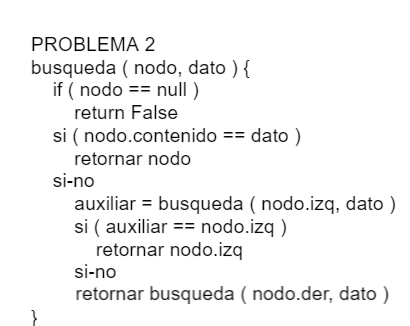 PROBLEMA 2
busqueda ( nodo, dato ) {
if ( nodo == null )
return False
si ( nodo.contenido == dato )
retornar nodo
si-no
auxiliar = busqueda ( nodo.izq, dato )
si ( auxiliar == nodo.izq )
retornar nodo.izq
si-no
retornar busqueda ( nodo.der, dato )
}